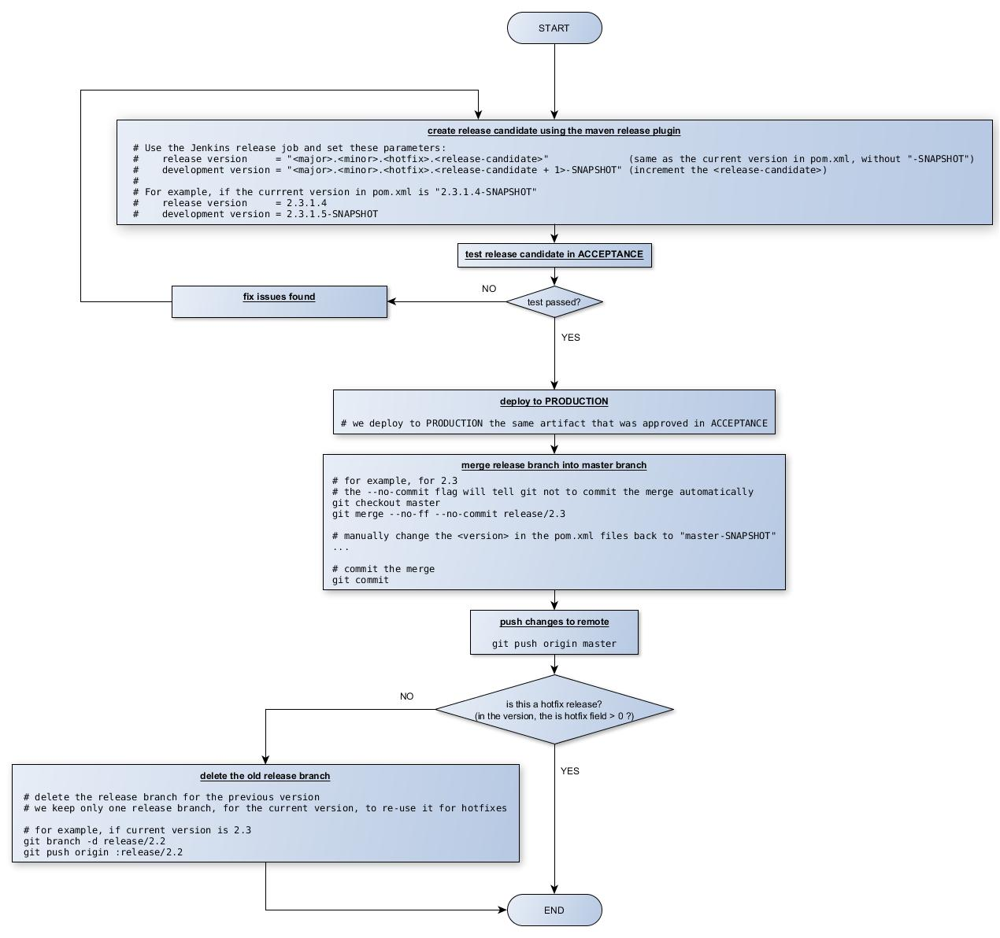 START
create release candidate using the maven release plugin
# Use the Jenkins release job and set these parameters:
#    release version     = "<major>.<minor>.<hotfix>.<release-candidate>"              (same as the current version in pom.xml, without "-SNAPSHOT")
#    development version = "<major>.<minor>.<hotfix>.<release-candidate + 1>-SNAPSHOT" (increment the <release-candidate>)
#
# For example, if the currrent version in pom.xml is "2.3.1.4-SNAPSHOT"
#    release version     = 2.3.1.4
#    development version = 2.3.1.5-SNAPSHOT
test release candidate in ACCEPTANCE
NO
fix issues found
test passed?
YES
deploy to PRODUCTION
# we deploy to PRODUCTION the same artifact that was approved in ACCEPTANCE
merge release branch into master branch
# for example, for 2.3
# the --no-commit flag will tell git not to commit the merge automatically
git checkout master
git merge --no-ff --no-commit release/2.3
# manually change the <version> in the pom.xml files back to "master-SNAPSHOT"
...
# commit the merge
git commit
push changes to remote
git push origin master
NO
is this a hotfix release?
(in the version, the is hotfix field > 0 ?)
YES
delete the old release branch
# delete the release branch for the previous version
# we keep only one release branch, for the current version, to re-use it for hotfixes
# for example, if current version is 2.3
git branch -d release/2.2
git push origin :release/2.2
END